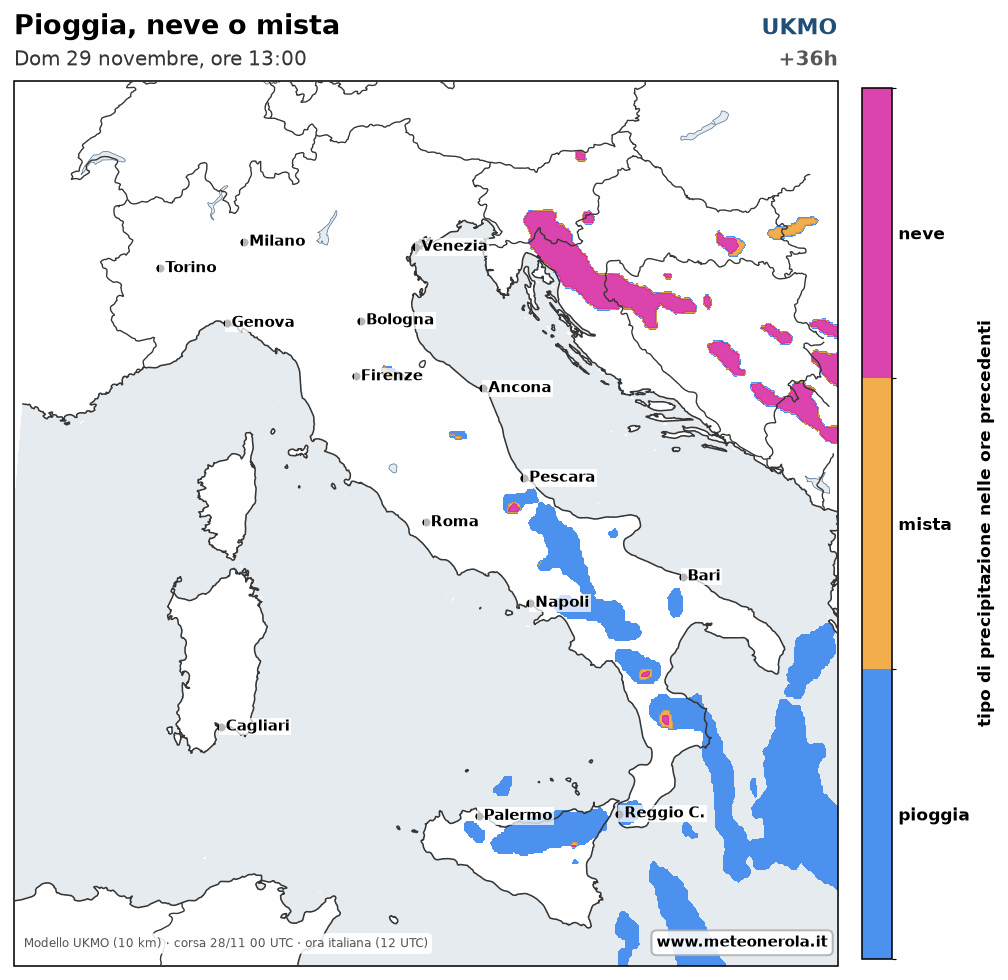 Pioggia, neve o mista
UKMO
Dom 29 novembre, ore 13:00
+36h
neve
mista
pioggia
tipo di precipitazione nelle ore precedenti
Milano
Venezia
Torino
Genova
Bologna
Firenze
Ancona
Pescara
Roma
Bari
Napoli
Cagliari
Palermo
Reggio C.
Modello UKMO (10 km) · corsa 28/11 00 UTC · ora italiana (12 UTC)
www.meteonerola.it